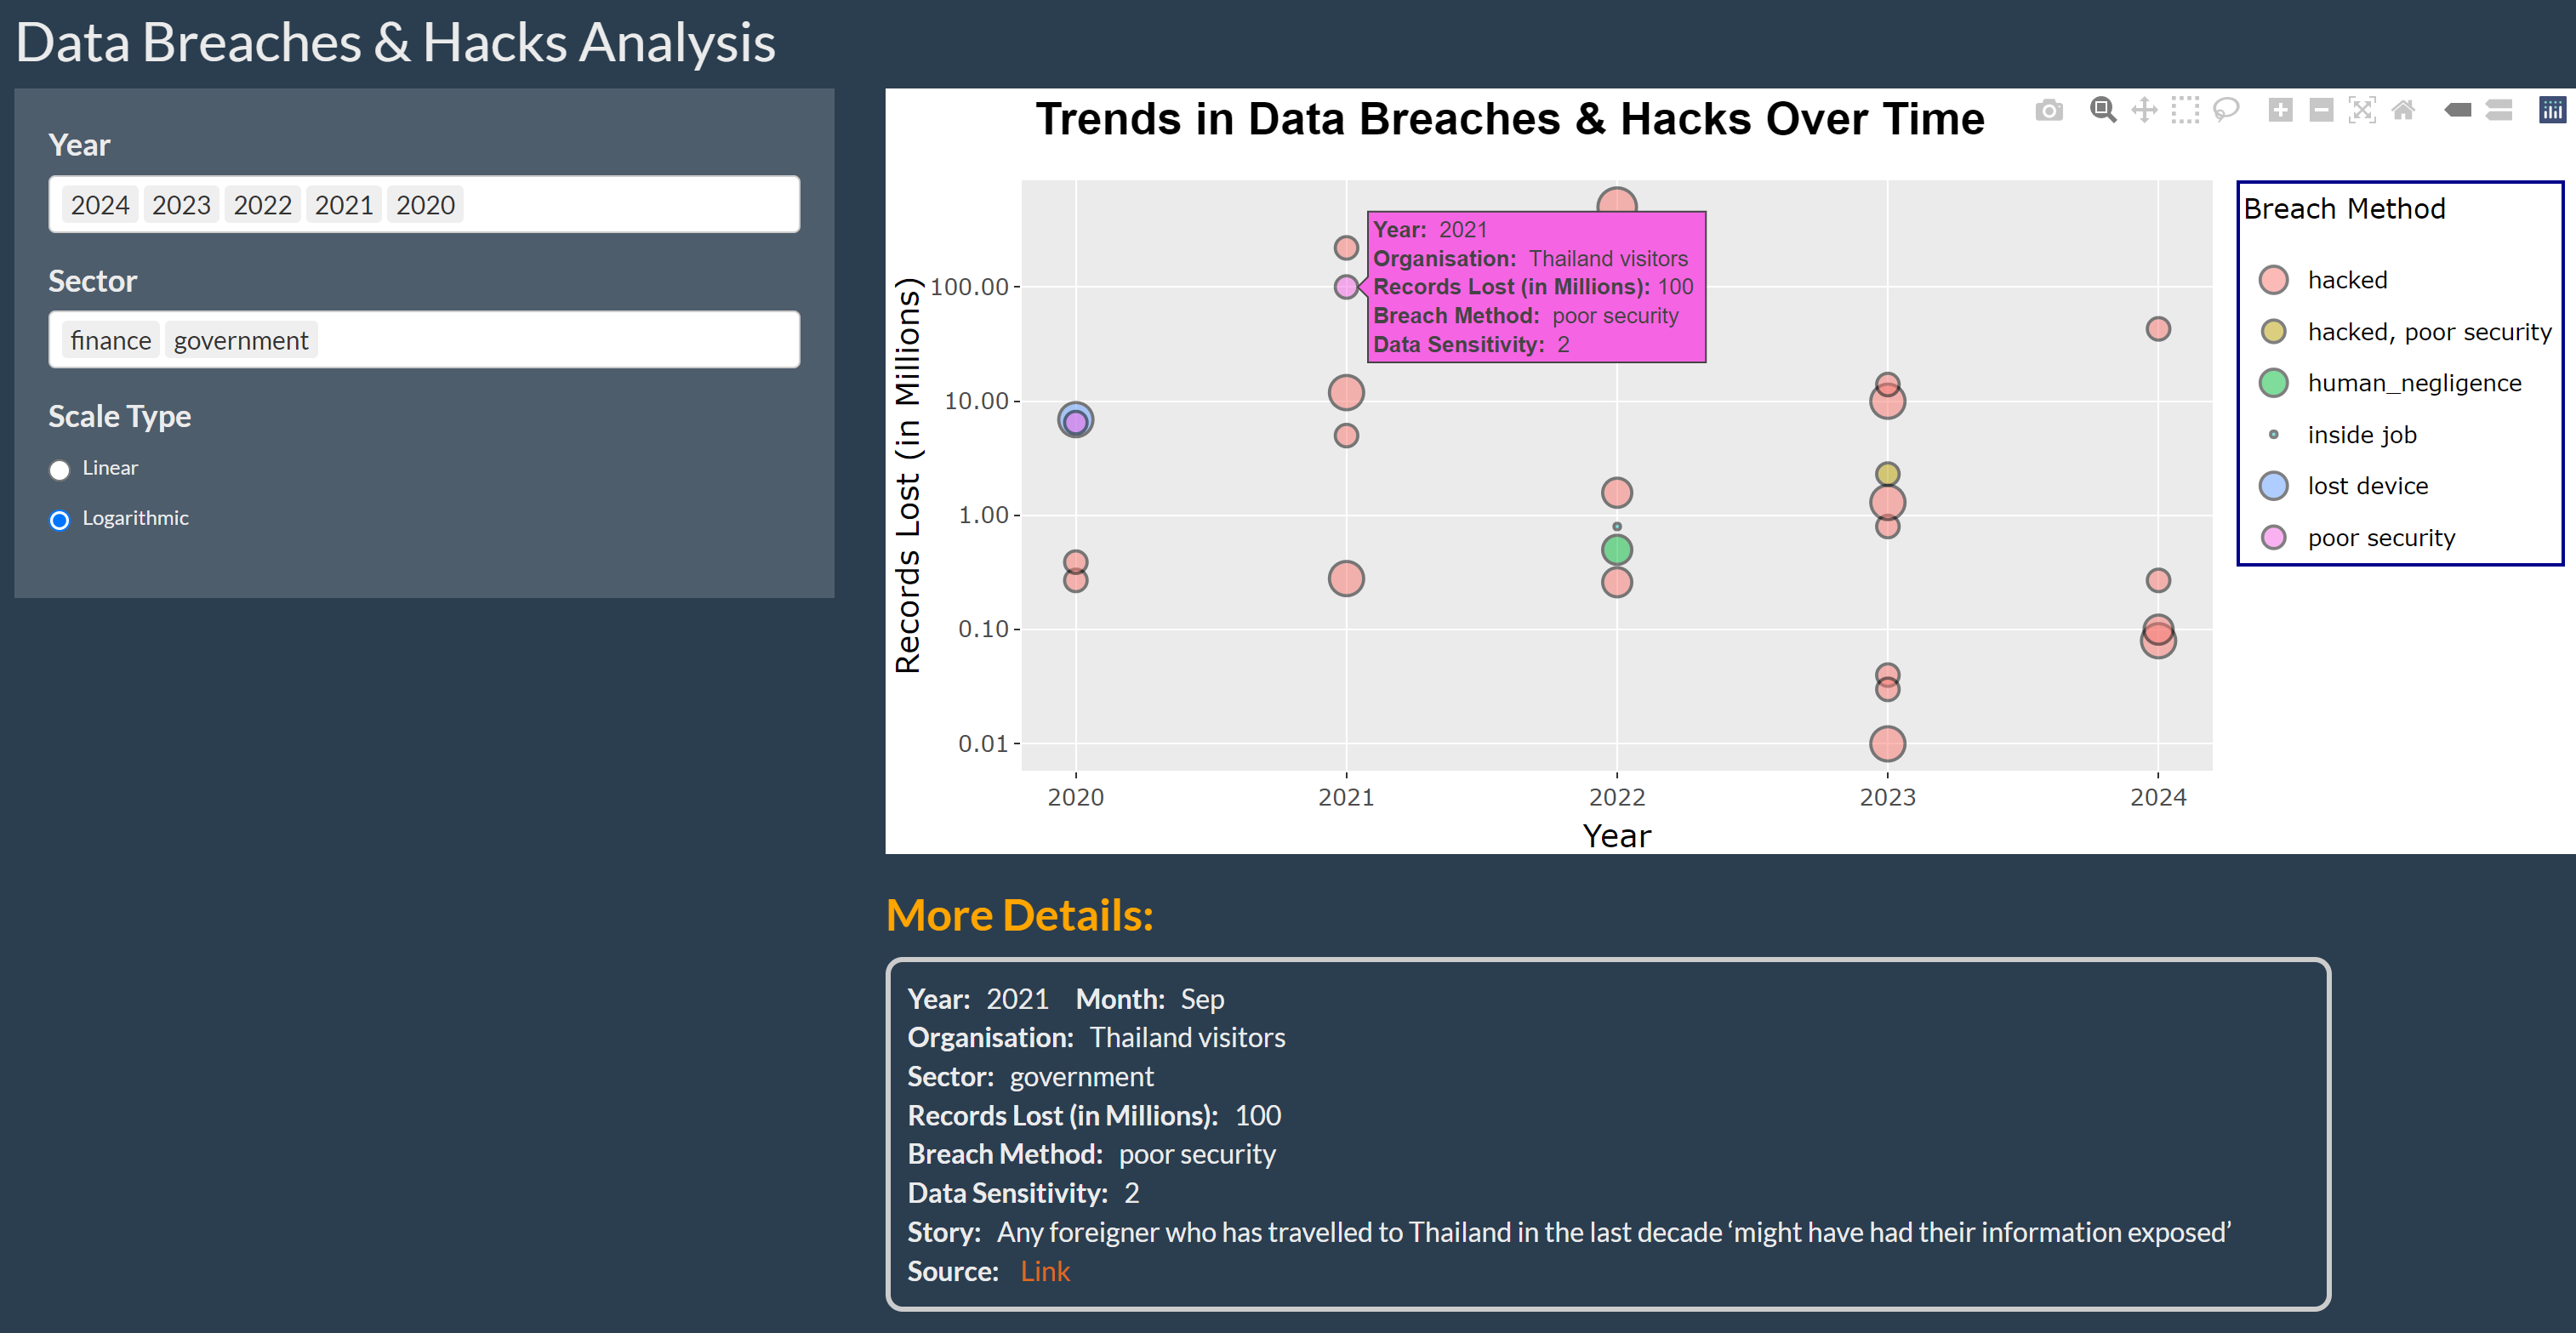 Data Breaches & Hacks Analysis
Year
2024 2023 2022 2021 2020
Sector
finance government
Scale Type
Linear
Logarithmic
Trends in Data Breaches & Hacks Over Time
Records Lost (in Millions)
100.00
10.00
1.00
0.10
0.01
Year: 2021
Organisation: Thailand visitors
Records Lost (in Millions): 100
Breach Method: poor security
Data Sensitivity: 2
2020 2021 2022 2023 2024
Year
Breach Method
hacked
hacked, poor security
human_negligence
inside job
lost device
poor security
More Details:
Year: 2021 Month: Sep
Organisation: Thailand visitors
Sector: government
Records Lost (in Millions): 100
Breach Method: poor security
Data Sensitivity: 2
Story: Any foreigner who has travelled to Thailand in the last decade ‘might have had their information exposed’
Source: Link